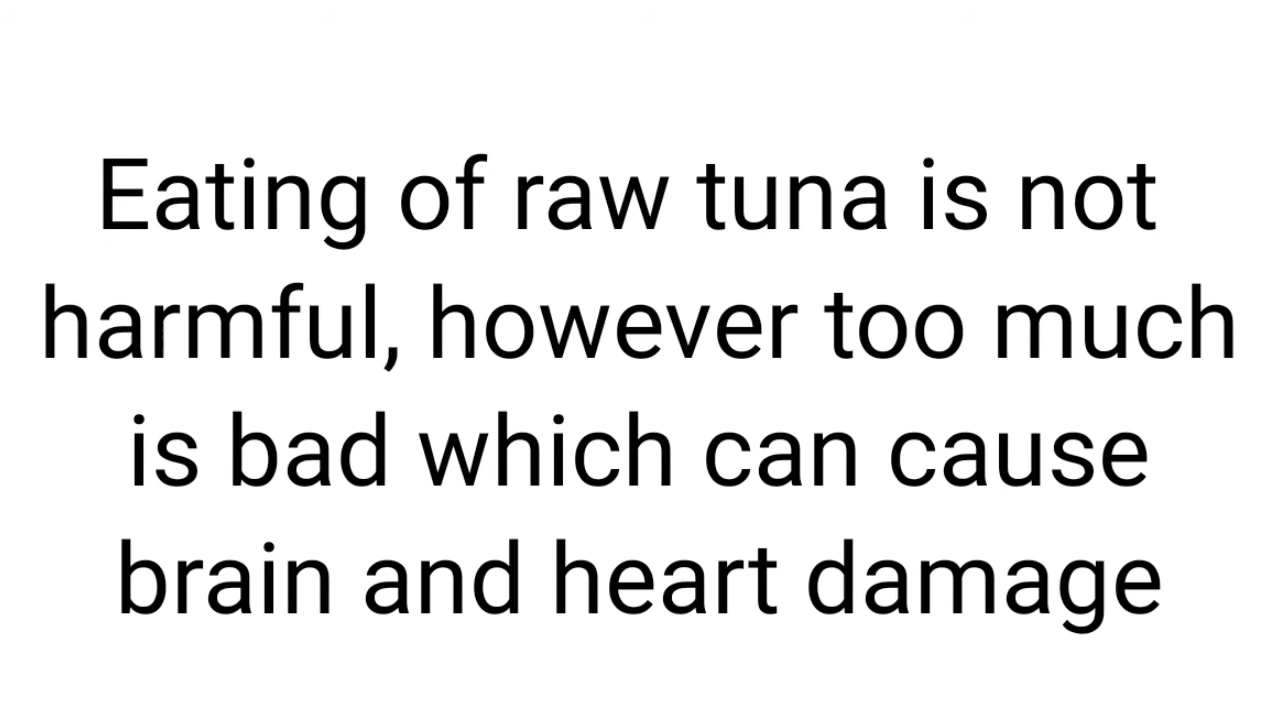 Eating of raw tuna is not
harmful, however too much
is bad which can cause
brain and heart damage